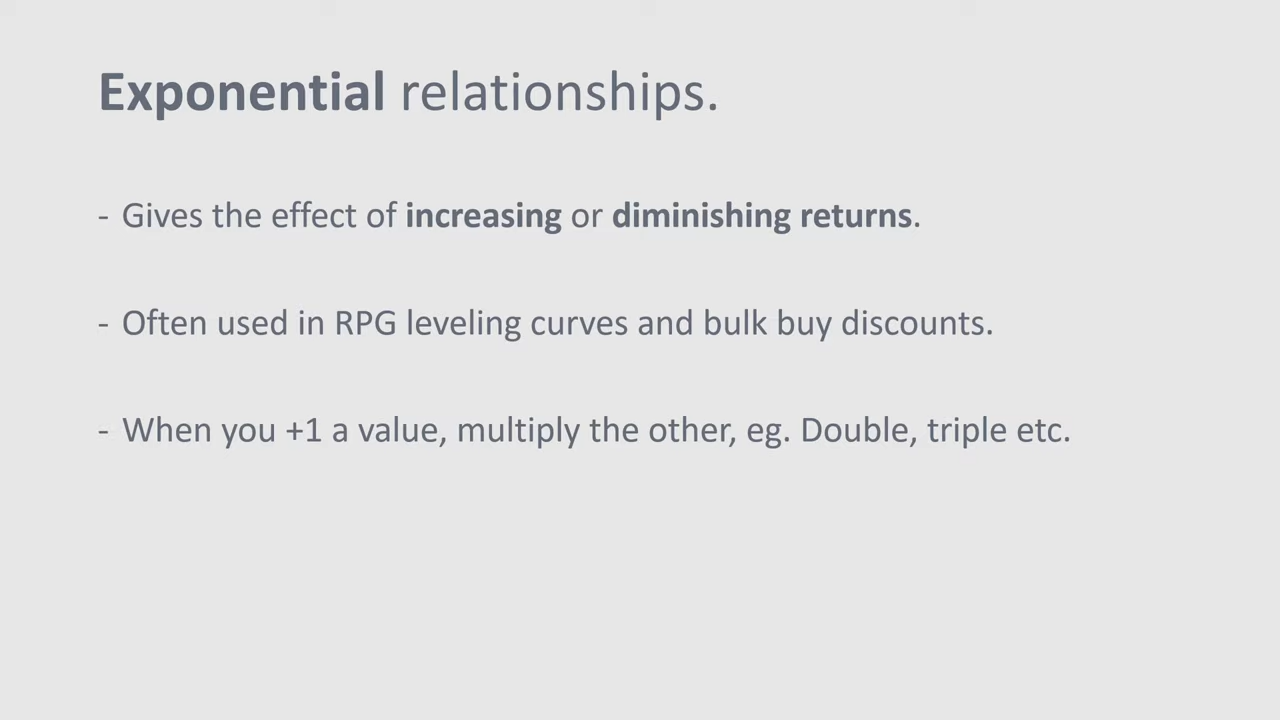 Exponential relationships.
- Gives the effect of increasing or diminishing returns.
- Often used in RPG leveling curves and bulk buy discounts.
- When you +1 a value, multiply the other, eg. Double, triple etc.